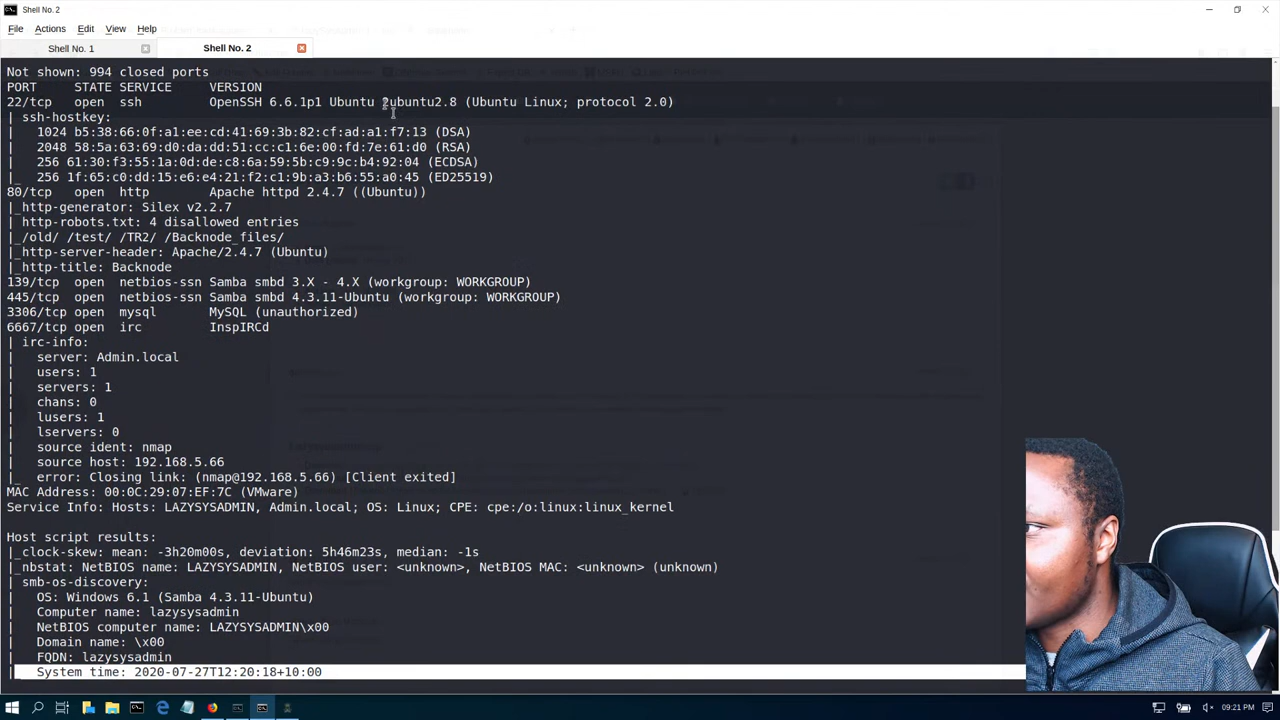 Shell No. 2
File Actions Edit View Help
Shell No. 1
Shell No. 2
Not shown: 994 closed ports
PORT STATE SERVICE VERSION
22/tcp open ssh OpenSSH 6.6.1p1 Ubuntu 2ubuntu2.8 (Ubuntu Linux; protocol 2.0)
| ssh-hostkey:
| 1024 b5:38:66:0f:a1:ee:cd:41:69:3b:82:cf:ad:a1:f7:13 (DSA)
| 2048 58:5a:63:69:d0:da:dd:51:cc:c1:6e:00:fd:7e:61:d0 (RSA)
| 256 61:30:f3:55:1a:0d:de:c8:6a:59:5b:c9:9c:b4:92:04 (ECDSA)
|_ 256 1f:65:c0:dd:15:e6:e4:21:f2:c1:9b:a3:b6:55:a0:45 (ED25519)
80/tcp open http Apache httpd 2.4.7 ((Ubuntu))
|_http-generator: Silex v2.2.7
| http-robots.txt: 4 disallowed entries
|_/old/ /test/ /TR2/ /Backnode_files/
|_http-server-header: Apache/2.4.7 (Ubuntu)
|_http-title: Backnode
139/tcp open netbios-ssn Samba smbd 3.X - 4.X (workgroup: WORKGROUP)
445/tcp open netbios-ssn Samba smbd 4.3.11-Ubuntu (workgroup: WORKGROUP)
3306/tcp open mysql MySQL (unauthorized)
6667/tcp open irc InspIRCd
| irc-info:
| server: Admin.local
| users: 1
| servers: 1
| chans: 0
| lusers: 1
| lservers: 0
| source ident: nmap
| source host: 192.168.5.66
|_ error: Closing link: (nmap@192.168.5.66) [Client exited]
MAC Address: 00:0C:29:07:EF:7C (VMware)
Service Info: Hosts: LAZYSYSADMIN, Admin.local; OS: Linux; CPE: cpe:/o:linux:linux_kernel
Host script results:
|_clock-skew: mean: -3h20m00s, deviation: 5h46m23s, median: -1s
|_nbstat: NetBIOS name: LAZYSYSADMIN, NetBIOS user: <unknown>, NetBIOS MAC: <unknown> (unknown)
| smb-os-discovery:
| OS: Windows 6.1 (Samba 4.3.11-Ubuntu)
| Computer name: lazysysadmin
| NetBIOS computer name: LAZYSYSADMIN\x00
| Domain name: \x00
| FQDN: lazysysadmin
| System time: 2020-07-27T12:20:18+10:00
09:21 PM